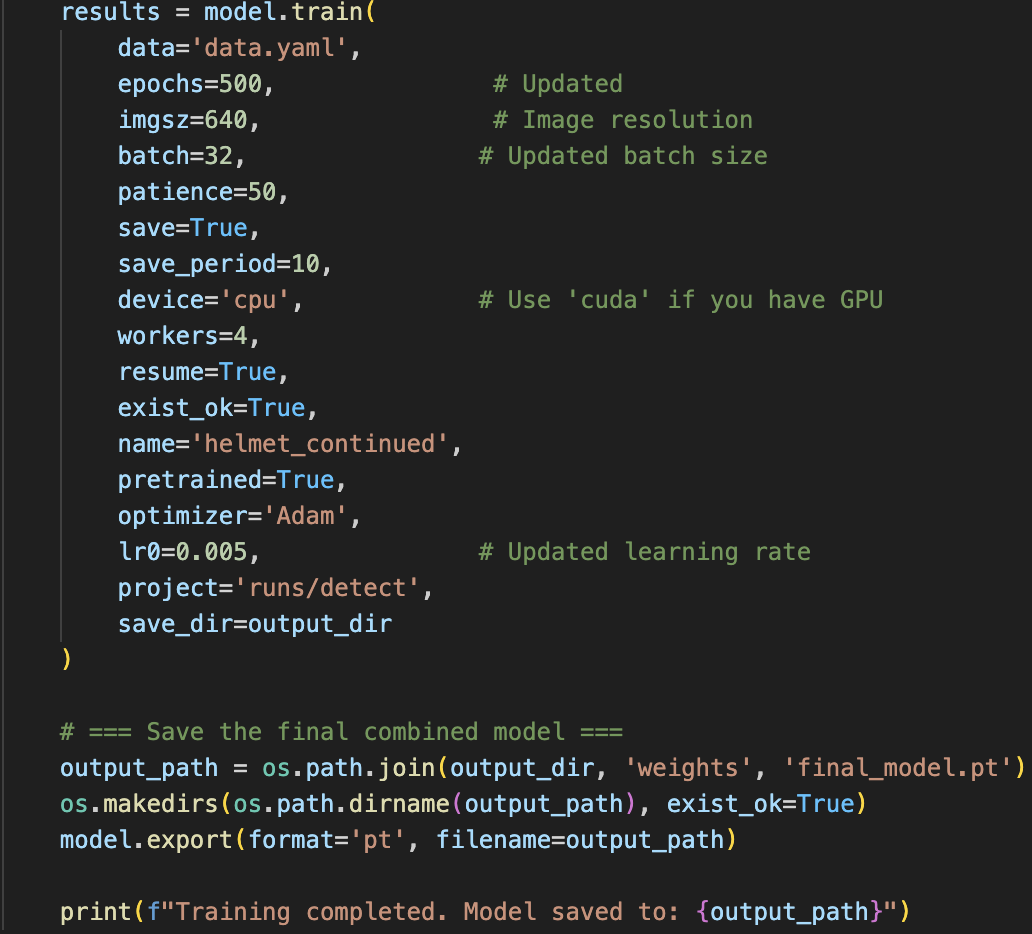 results = model.train(
    data='data.yaml',
    epochs=500,               # Updated
    imgsz=640,                # Image resolution
    batch=32,                # Updated batch size
    patience=50,
    save=True,
    save_period=10,
    device='cpu',            # Use 'cuda' if you have GPU
    workers=4,
    resume=True,
    exist_ok=True,
    name='helmet_continued',
    pretrained=True,
    optimizer='Adam',
    lr0=0.005,               # Updated learning rate
    project='runs/detect',
    save_dir=output_dir
)

# === Save the final combined model ===
output_path = os.path.join(output_dir, 'weights', 'final_model.pt')
os.makedirs(os.path.dirname(output_path), exist_ok=True)
model.export(format='pt', filename=output_path)

print(f"Training completed. Model saved to: {output_path}")